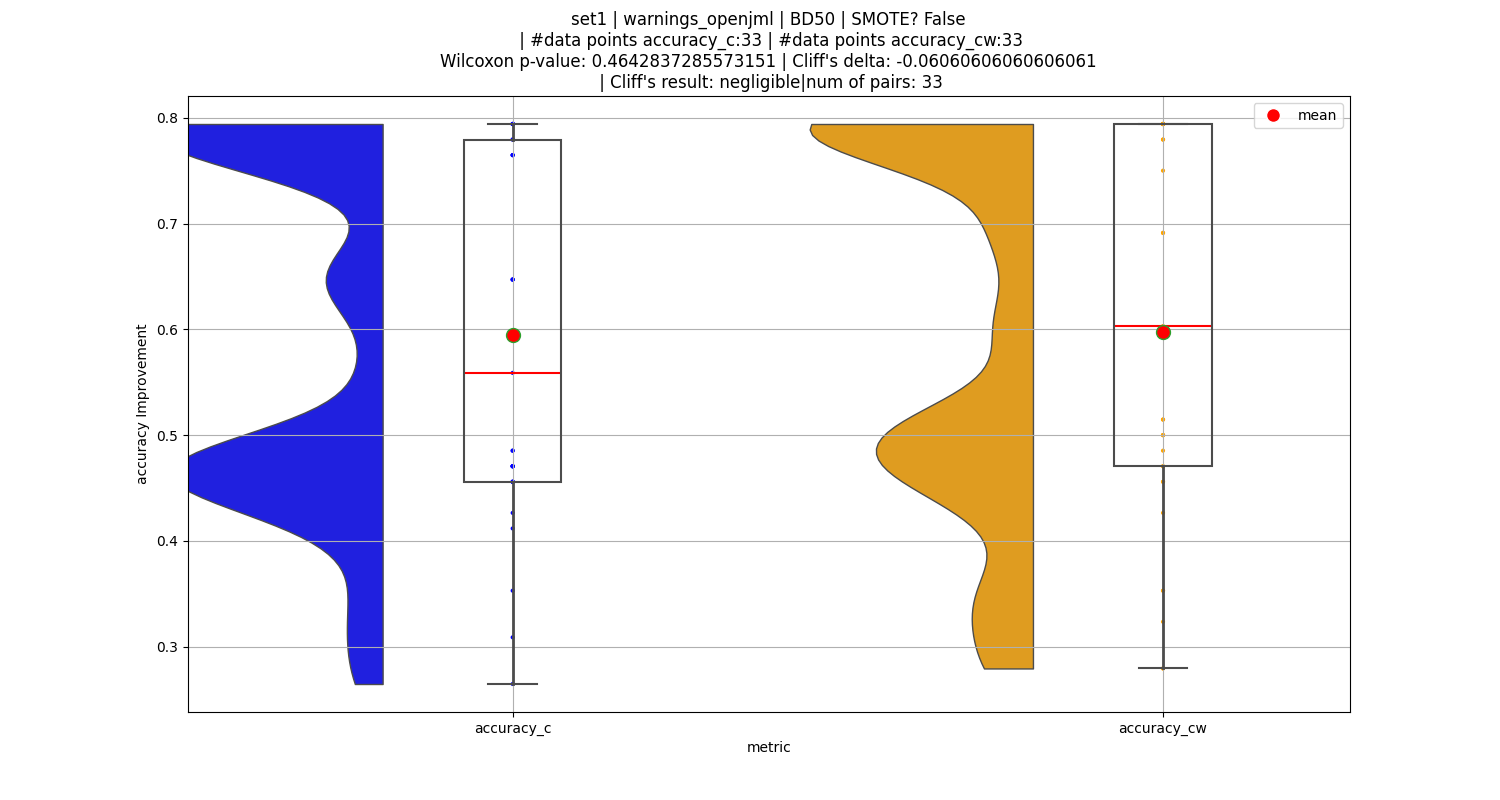 set1 | warnings_openjml | BD50 | SMOTE? False
| #data points accuracy_c:33 | #data points accuracy_cw:33
Wilcoxon p-value: 0.4642837285573151 | Cliff's delta: -0.06060606060606061
| Cliff's result: negligible|num of pairs: 33
mean
0.8
0.7
0.6
0.5
0.4
0.3
accuracy Improvement
accuracy_c
accuracy_cw
metric